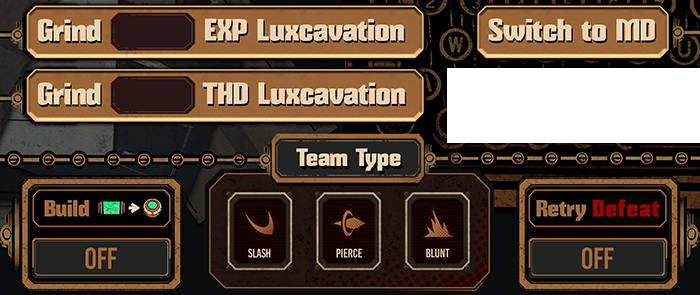 Grind EXP Luxcavation
Switch to MD
Grind THD Luxcavation
W
Team Type
Build
OFF
SLASH
PIERCE
BLUNT
Retry Defeat
OFF